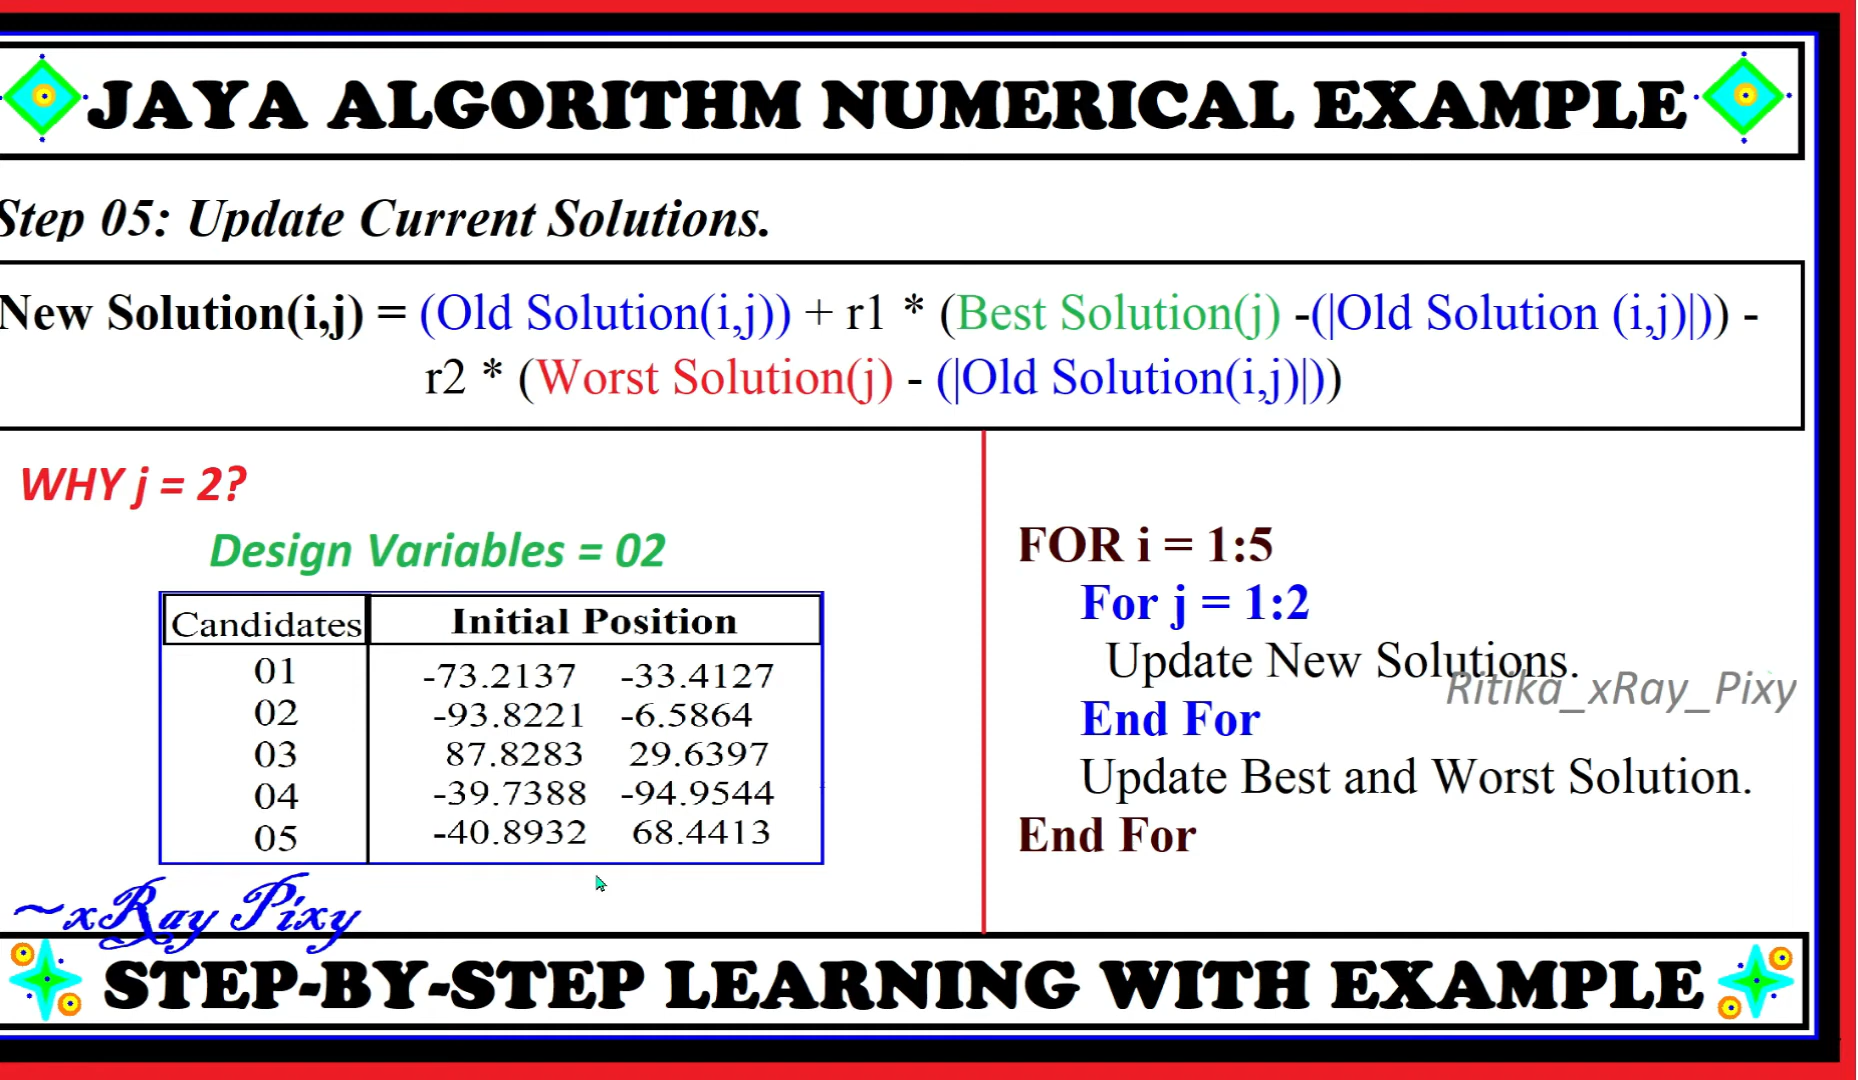 JAYA ALGORITHM NUMERICAL EXAMPLE
Step 05: Update Current Solutions.
New Solution(i,j) = (Old Solution(i,j)) + r1 * (Best Solution(j) -(|Old Solution (i,j)|)) -
r2 * (Worst Solution(j) - (|Old Solution(i,j)|))
WHY j = 2?
Design Variables = 02
Candidates Initial Position
01 -73.2137 -33.4127
02 -93.8221 -6.5864
03 87.8283 29.6397
04 -39.7388 -94.9544
05 -40.8932 68.4413
FOR i = 1:5
For j = 1:2
Update New Solutions.
Ritika_xRay_Pixy
End For
Update Best and Worst Solution.
End For
~xRay Pixy
STEP-BY-STEP LEARNING WITH EXAMPLE